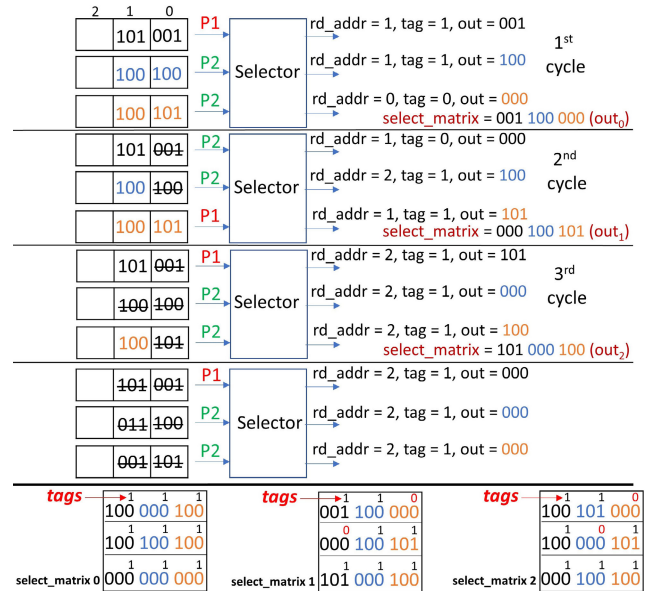 2 1 0
101 001 P1 rd_addr = 1, tag = 1, out = 001
1st cycle
100 100 P2 Selector rd_addr = 1, tag = 1, out = 100
100 101 P2 rd_addr = 0, tag = 0, out = 000
select_matrix = 001 100 000 (out0)
101 001 P2 rd_addr = 1, tag = 0, out = 000
2nd cycle
100 100 P2 Selector rd_addr = 2, tag = 1, out = 100
100 101 P1 rd_addr = 1, tag = 1, out = 101
select_matrix = 000 100 101 (out1)
101 001 P1 rd_addr = 2, tag = 1, out = 101
3rd cycle
100 100 P2 Selector rd_addr = 2, tag = 1, out = 000
100 101 P2 rd_addr = 2, tag = 1, out = 100
select_matrix = 101 000 100 (out2)
101 001 P1 rd_addr = 2, tag = 1, out = 000
011 100 P2 Selector rd_addr = 2, tag = 1, out = 000
001 101 P2 rd_addr = 2, tag = 1, out = 000
tags 1 1 1
100 000 100
1 1 1
100 100 100
1 1 1
select_matrix 0 000 000 000
tags 1 1 0
001 100 000
0 1 1
000 100 101
1 1 1
select_matrix 1 101 000 100
tags 1 1 0
100 101 000
1 0 1
100 000 101
1 1 1
select_matrix 2 000 100 100